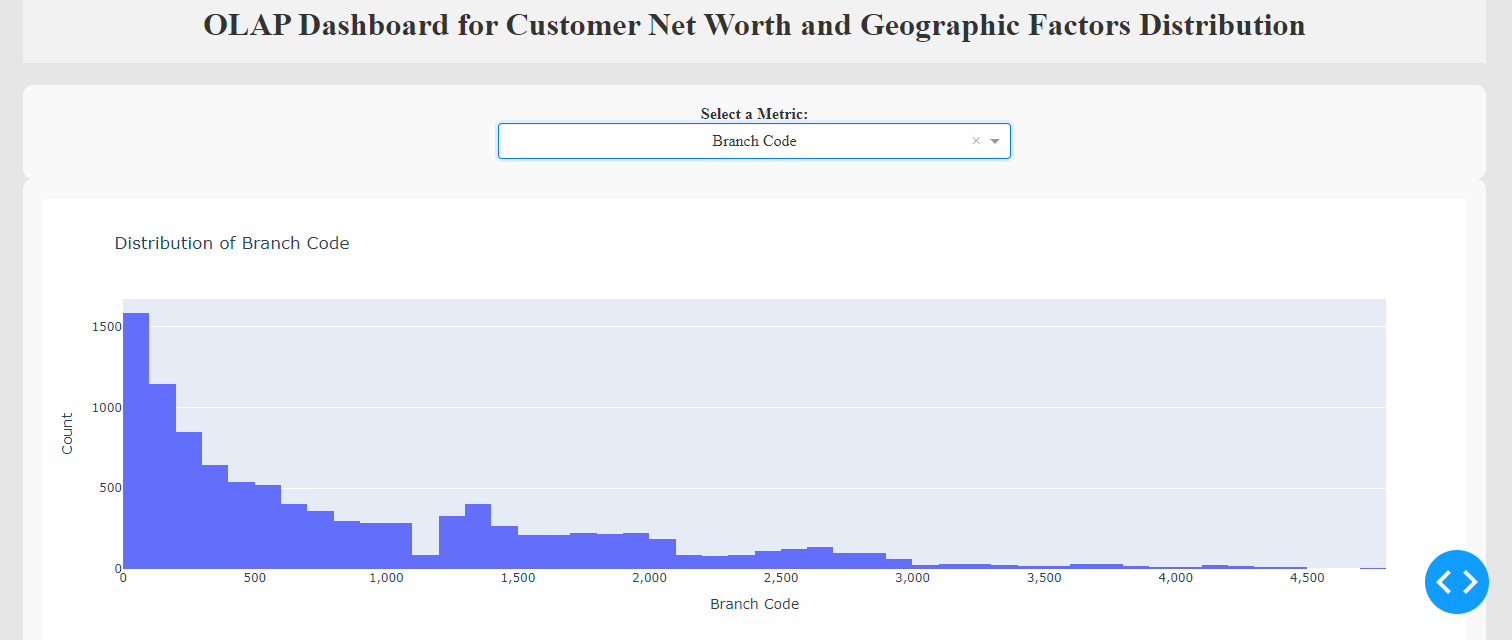 OLAP Dashboard for Customer Net Worth and Geographic Factors Distribution
Select a Metric:
Branch Code
×
Distribution of Branch Code
1500
1000
500
0
Count
0 500 1,000 1,500 2,000 2,500 3,000 3,500 4,000 4,500
Branch Code